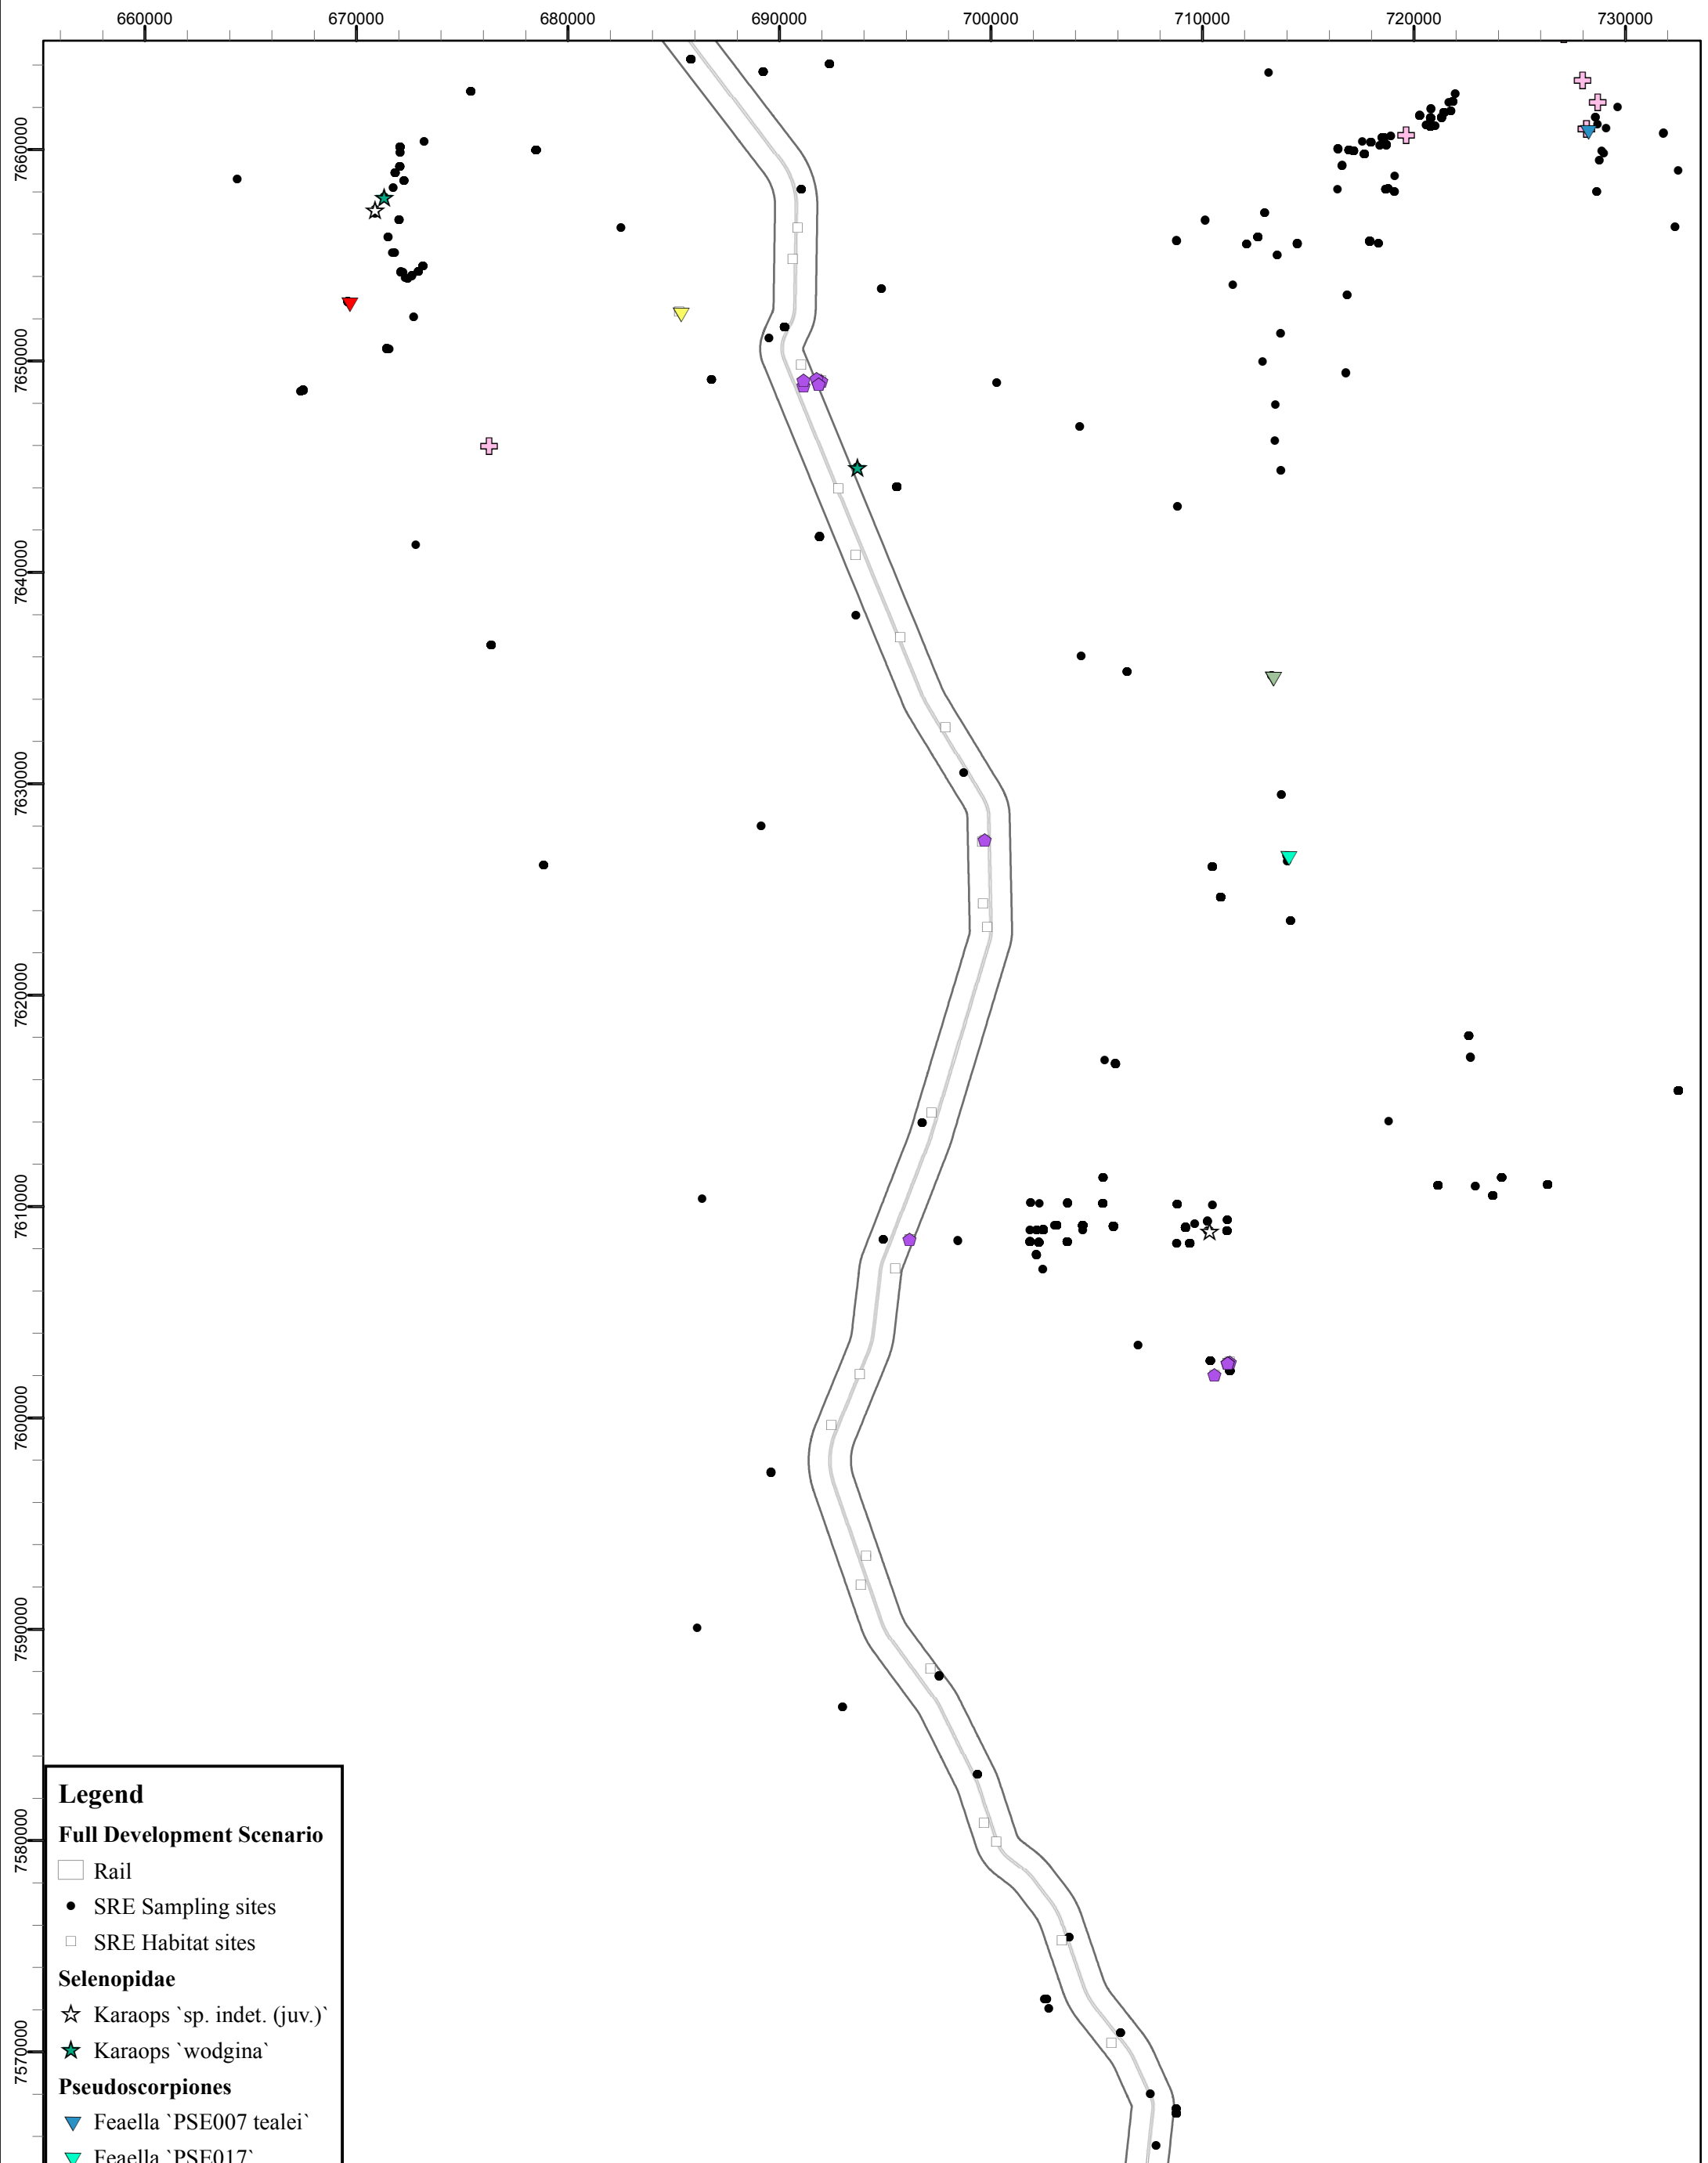 660000 670000 680000 690000 700000 710000 720000 730000
7660000
7650000
7640000
7630000
7620000
7610000
7600000
7590000
7580000
7570000
Legend
Full Development Scenario
Rail
SRE Sampling sites
SRE Habitat sites
Selenopidae
Karaops `sp. indet. (juv.)`
Karaops `wodgina`
Pseudoscorpiones
Feaella `PSE007 tealei`
Feaella `PSE017`